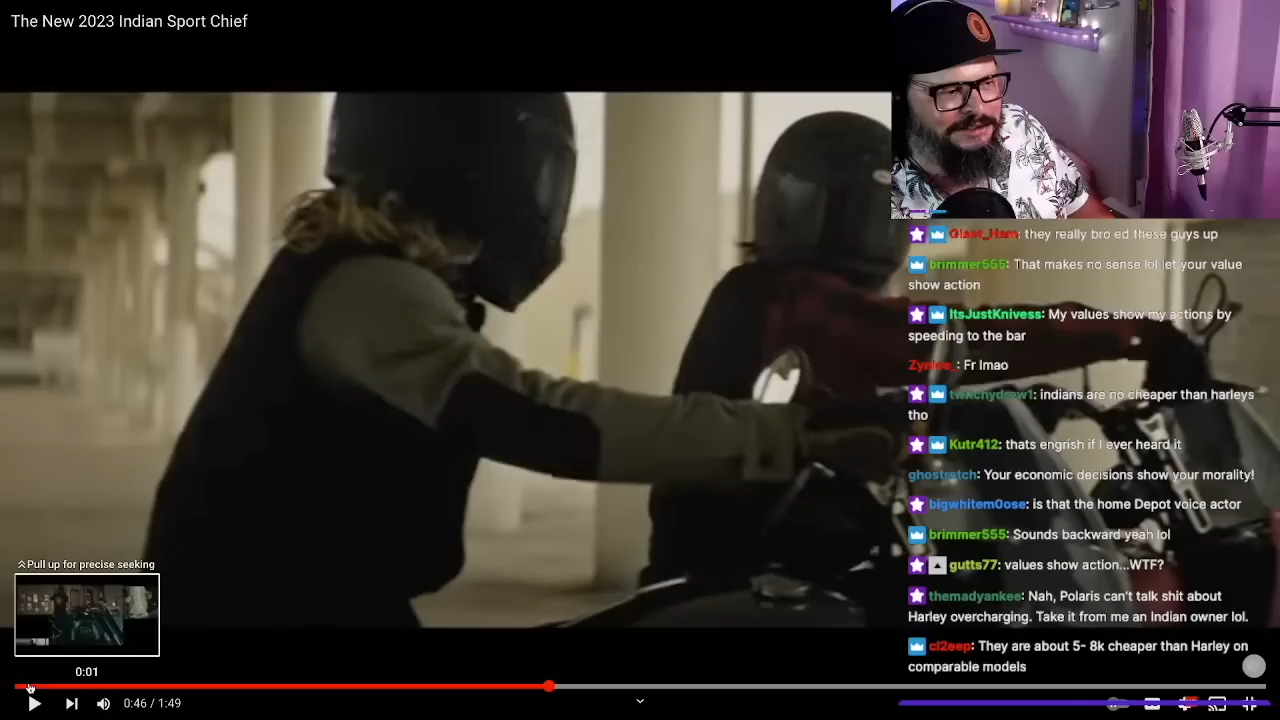 The New 2023 Indian Sport Chief
Giant_Ham: they really bro ed these guys up
brimmer555: That makes no sense lol let your value
show action
ItsJustKnivess: My values show my actions by
speeding to the bar
: Fr lmao
twitchydrew1: indians are no cheaper than harleys
tho
Kutr412: thats engrish if I ever heard it
ghostretch: Your economic decisions show your morality!
bigwhitem0ose: is that the home Depot voice actor
brimmer555: Sounds backward yeah lol
gutts77: values show action...WTF?
themadyankee: Nah, Polaris can't talk shit about
Harley overcharging. Take it from me an Indian owner lol.
ci2eep: They are about 5- 8k cheaper than Harley on
comparable models
Pull up for precise seeking
0:01
0:46 / 1:49